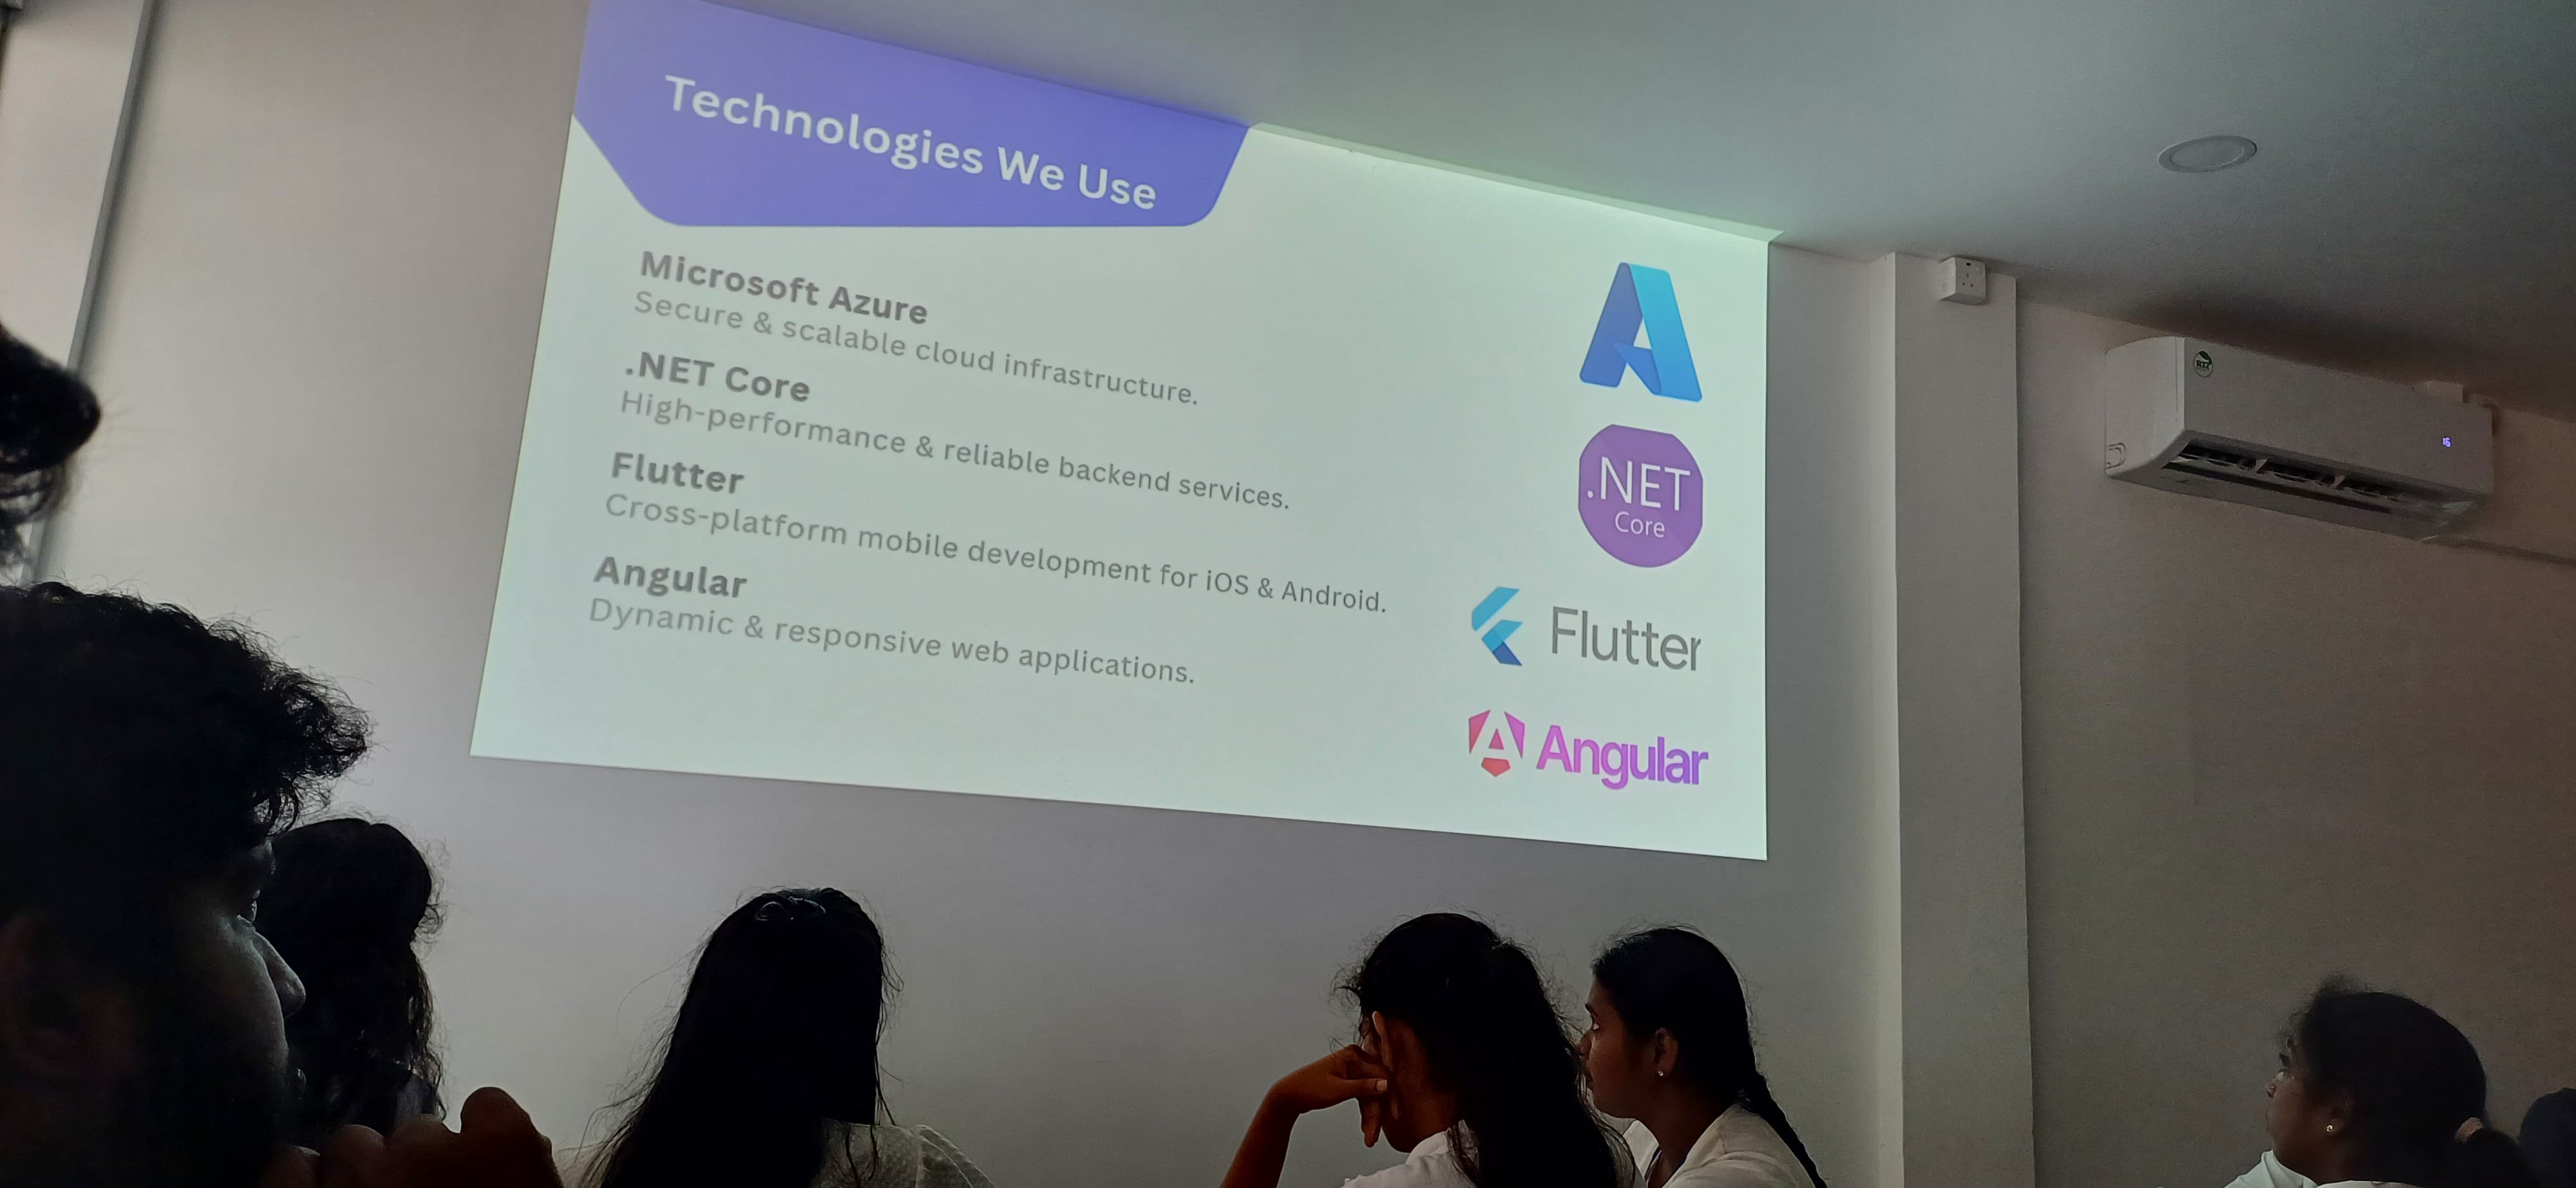 Technologies We Use
Microsoft Azure
Secure & scalable cloud infrastructure.
.NET Core
High-performance & reliable backend services.
Flutter
Cross-platform mobile development for iOS & Android.
Angular
Dynamic & responsive web applications.
.NET
Core
Flutter
Angular
16